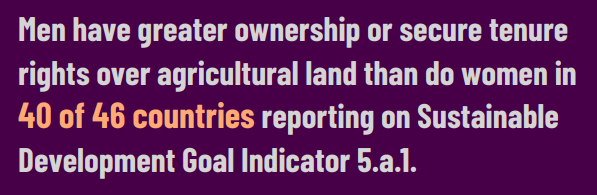 Men have greater ownership or secure tenure
rights over agricultural land than do women in
40 of 46 countries reporting on Sustainable
Development Goal Indicator 5.a.1.